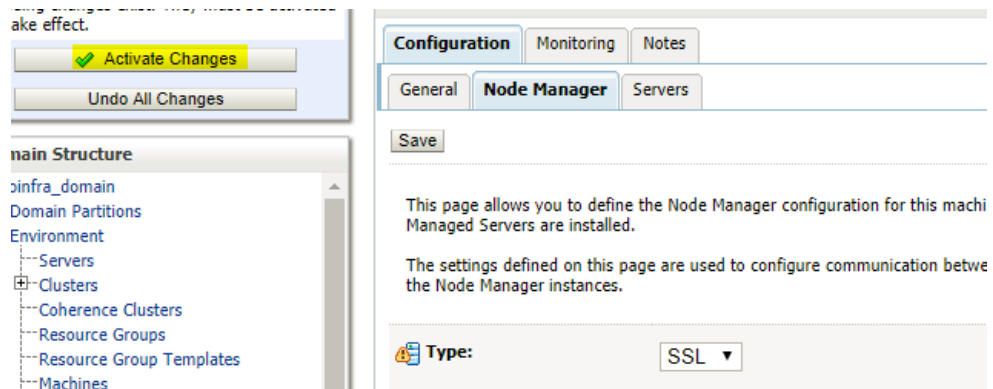 ake effect.
Activate Changes
Undo All Changes
main Structure
oinfra_domain
Domain Partitions
Environment
Servers
Clusters
Coherence Clusters
Resource Groups
Resource Group Templates
Machines
Configuration Monitoring Notes
General Node Manager Servers
Save
This page allows you to define the Node Manager configuration for this machi
Managed Servers are installed.
The settings defined on this page are used to configure communication betwe
the Node Manager instances.
Type: SSL